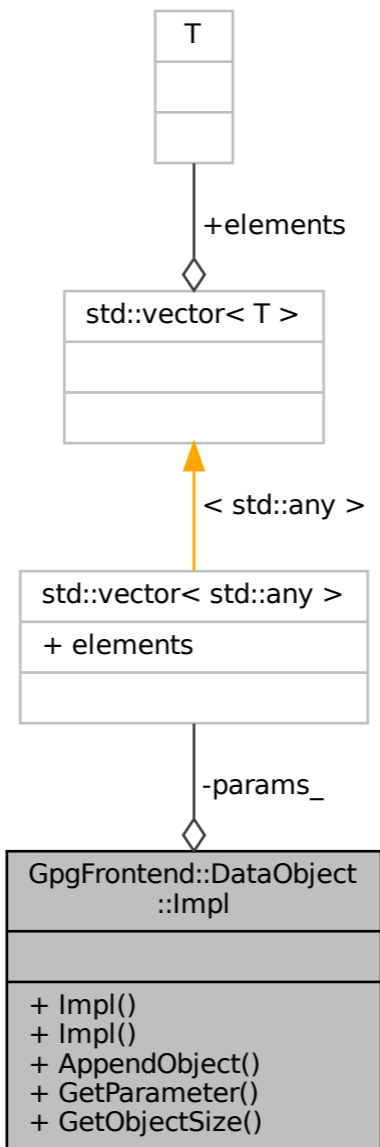 T
+elements
std::vector< T >
< std::any >
std::vector< std::any >
+ elements
-params_
GpgFrontend::DataObject
::Impl
+ Impl()
+ Impl()
+ AppendObject()
+ GetParameter()
+ GetObjectSize()